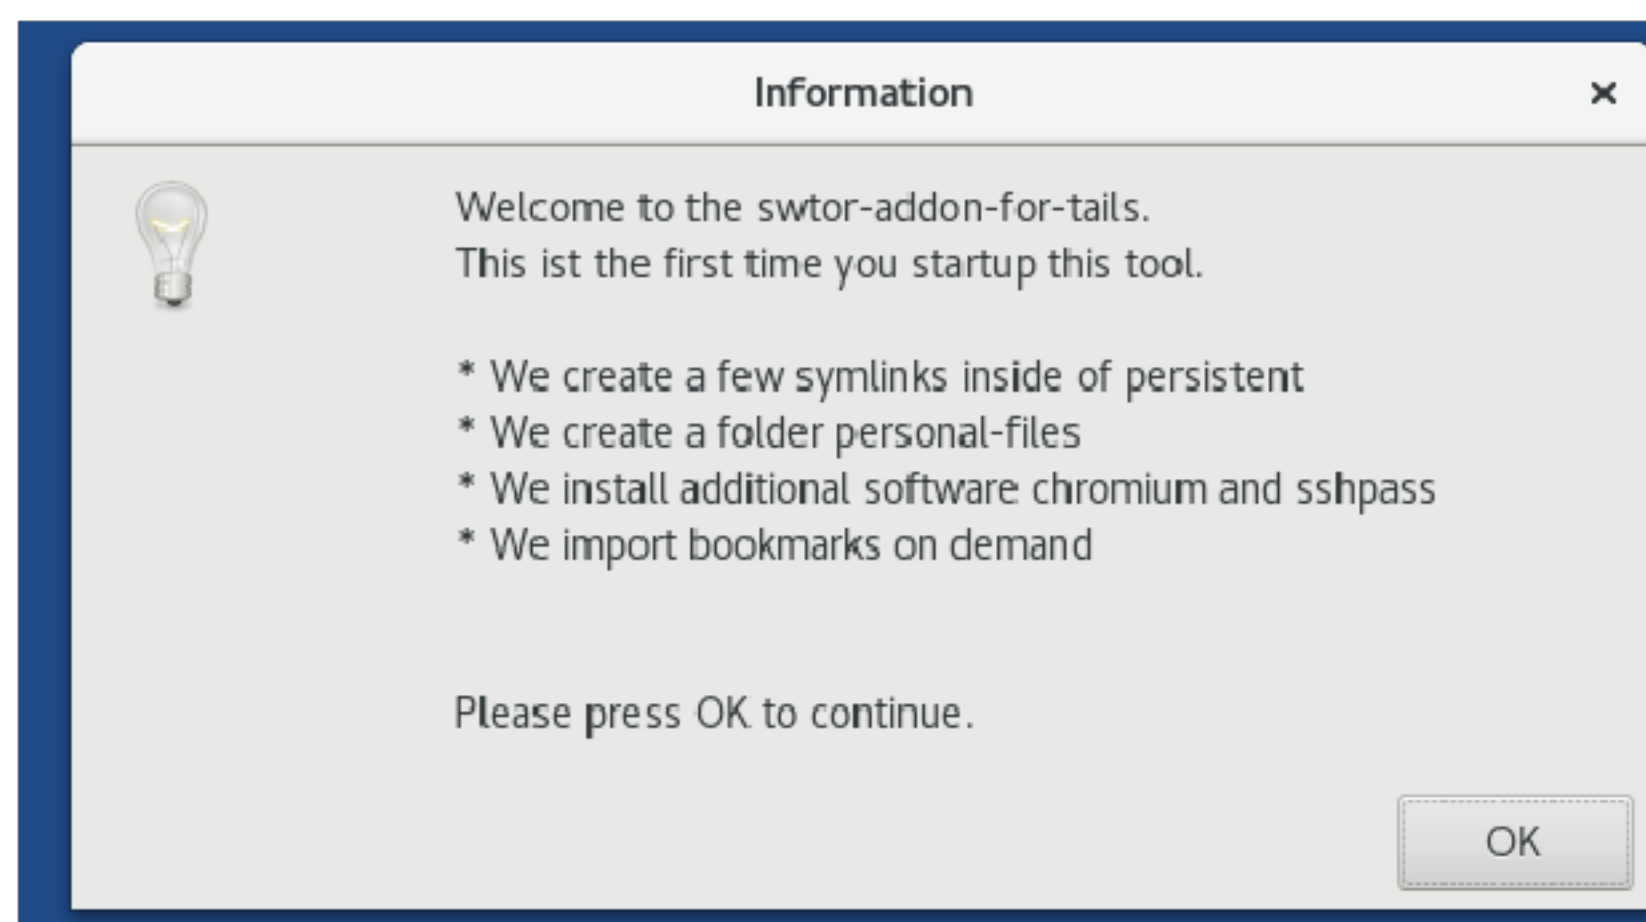 Information
Welcome to the swtor-addon-for-tails.
This ist the first time you startup this tool.
* We create a few symlinks inside of persistent
* We create a folder personal-files
* We install additional software chromium and sshpass
* We import bookmarks on demand
Please press OK to continue.
OK